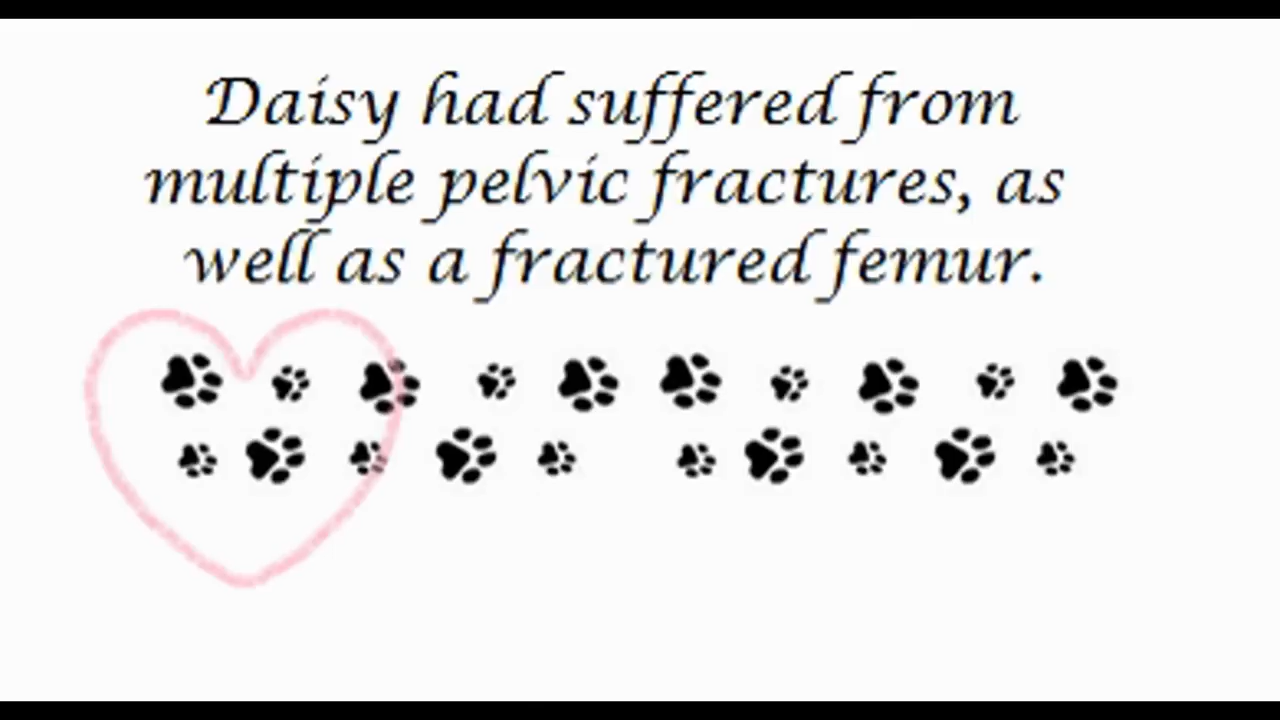 Daisy had suffered from
multiple pelvic fractures, as
well as a fractured femur.